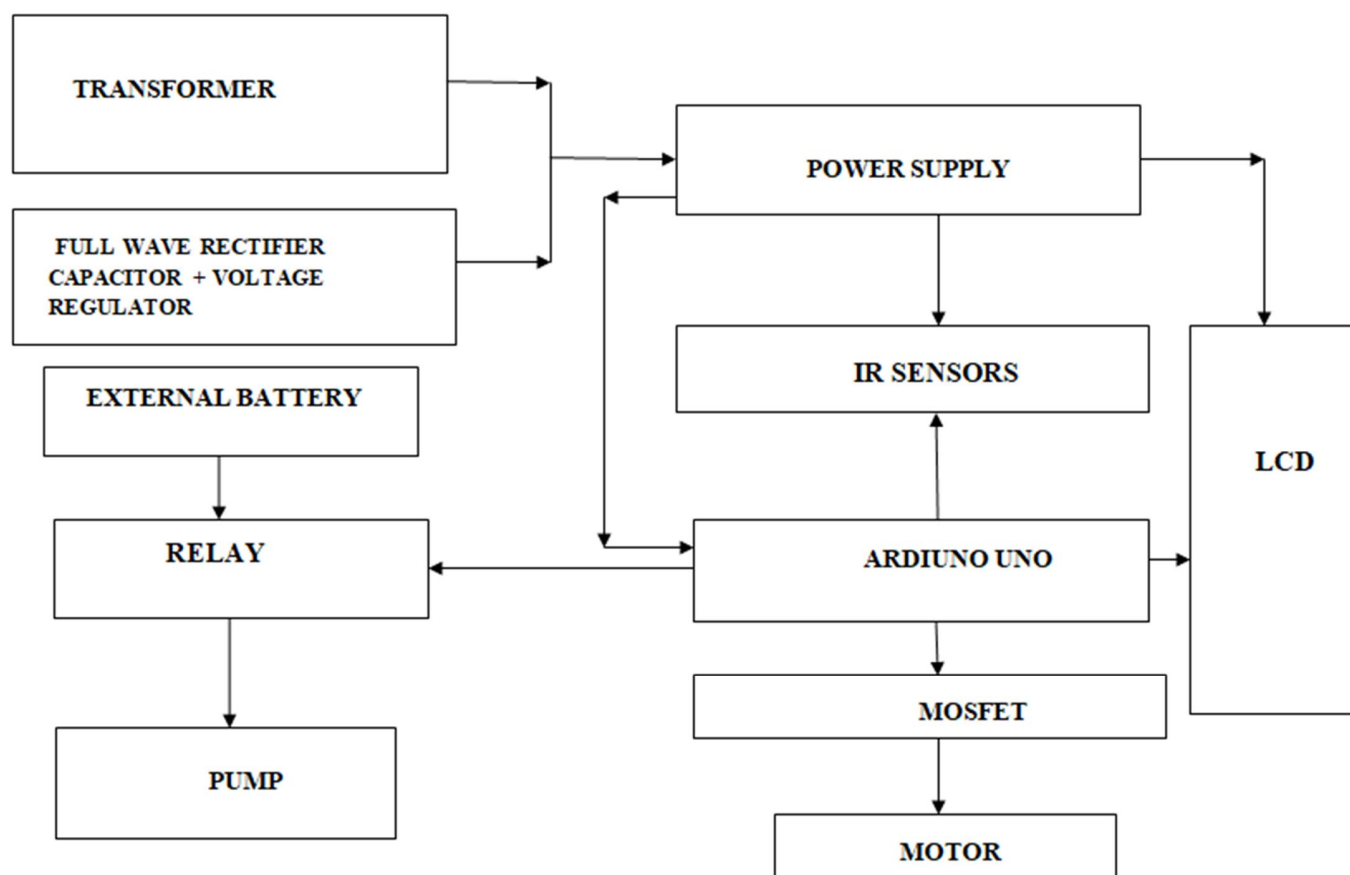 TRANSFORMER
POWER SUPPLY
FULL WAVE RECTIFIER
CAPACITOR + VOLTAGE
REGULATOR
IR SENSORS
EXTERNAL BATTERY
LCD
RELAY
ARDIUNO UNO
MOSFET
PUMP
MOTOR